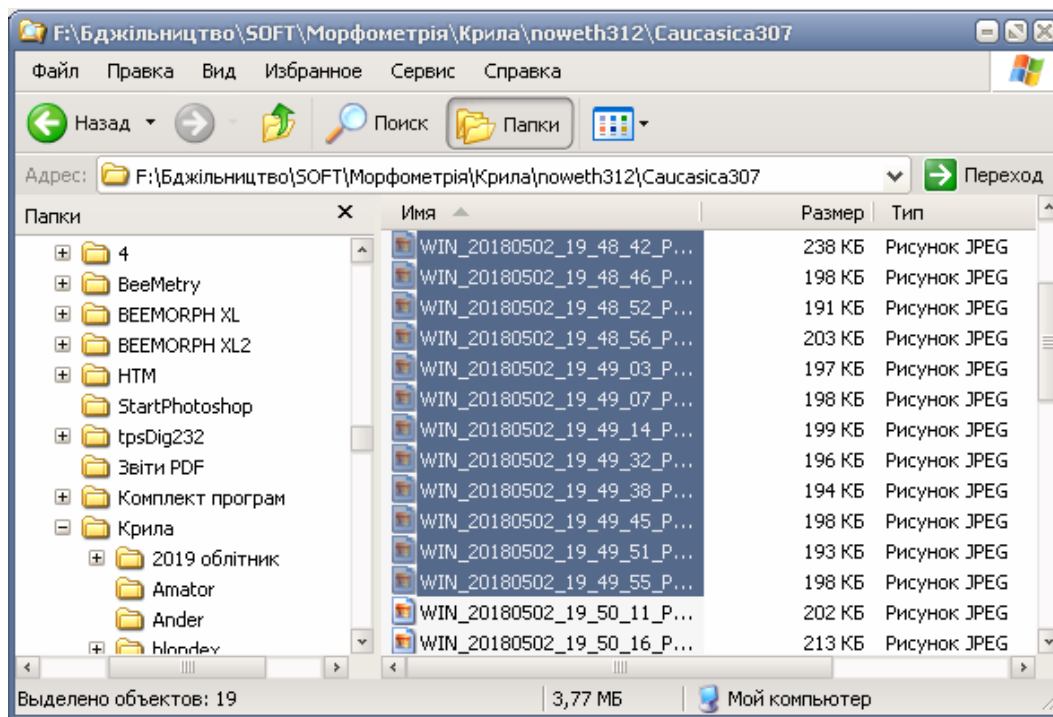 F:\Бджільництво\SOFT\Морфометрія\Крила\noweth312\Caucasica307
Файл Правка Вид Избранное Сервис Справка
Назад Поиск Папки
Адрес: F:\Бджільництво\SOFT\Морфометрія\Крила\noweth312\Caucasica307 Переход
Папки
4
BeeMetry
BEEMORPH XL
BEEMORPH XL2
HTM
StartPhotoshop
tpsDig232
Звіти PDF
Комплект програм
Крила
2019 облітник
Amator
Ander
blondex
Имя Размер Тип
WIN_20180502_19_48_42_P... 238 КБ Рисунок JPEG
WIN_20180502_19_48_46_P... 198 КБ Рисунок JPEG
WIN_20180502_19_48_52_P... 191 КБ Рисунок JPEG
WIN_20180502_19_48_56_P... 203 КБ Рисунок JPEG
WIN_20180502_19_49_03_P... 197 КБ Рисунок JPEG
WIN_20180502_19_49_07_P... 198 КБ Рисунок JPEG
WIN_20180502_19_49_14_P... 199 КБ Рисунок JPEG
WIN_20180502_19_49_32_P... 196 КБ Рисунок JPEG
WIN_20180502_19_49_38_P... 194 КБ Рисунок JPEG
WIN_20180502_19_49_45_P... 198 КБ Рисунок JPEG
WIN_20180502_19_49_51_P... 193 КБ Рисунок JPEG
WIN_20180502_19_49_55_P... 198 КБ Рисунок JPEG
WIN_20180502_19_50_11_P... 202 КБ Рисунок JPEG
WIN_20180502_19_50_16_P... 213 КБ Рисунок JPEG
Выделено объектов: 19 3,77 МБ Мой компьютер